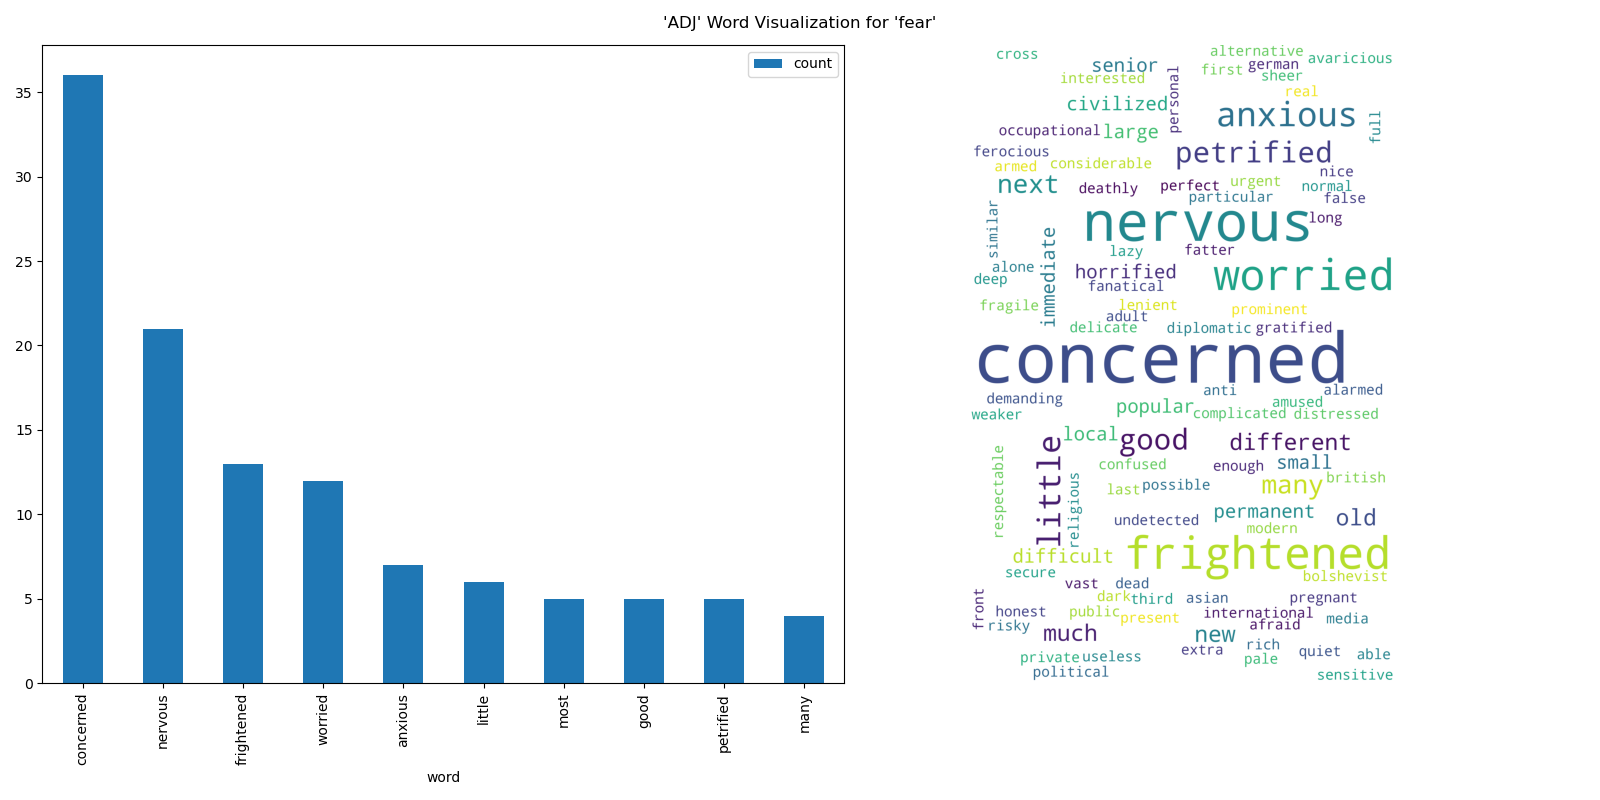 'ADJ' Word Visualization for 'fear'
count
35
30
25
20
15
10
5
0
concerned
nervous
frightened
worried
anxious
little
most
good
petrified
many
word
cross
alternative
avaricious
senior
first
german
interested
sheer
personal
real
civilized
anxious
full
occupational
large
ferocious
petrified
armed
considerable
nice
next
deathly
perfect
urgent
normal
particular
false
similar
nervous
long
lazy
fatter
immediate
alone
horrified
worried
deep
fanatical
fragile
lenient
prominent
adult
delicate
diplomatic
gratified
concerned
anti
alarmed
demanding
popular
amused
weaker
complicated
distressed
local
good
different
little
respectable
confused
enough
small
religious
last
possible
many
british
undetected
permanent
old
modern
difficult
frightened
secure
bolshevist
vast
dead
front
dark
third
asian
pregnant
honest
public
present
international
risky
afraid
media
much
new
extra
rich
quiet
able
private
useless
pale
political
sensitive